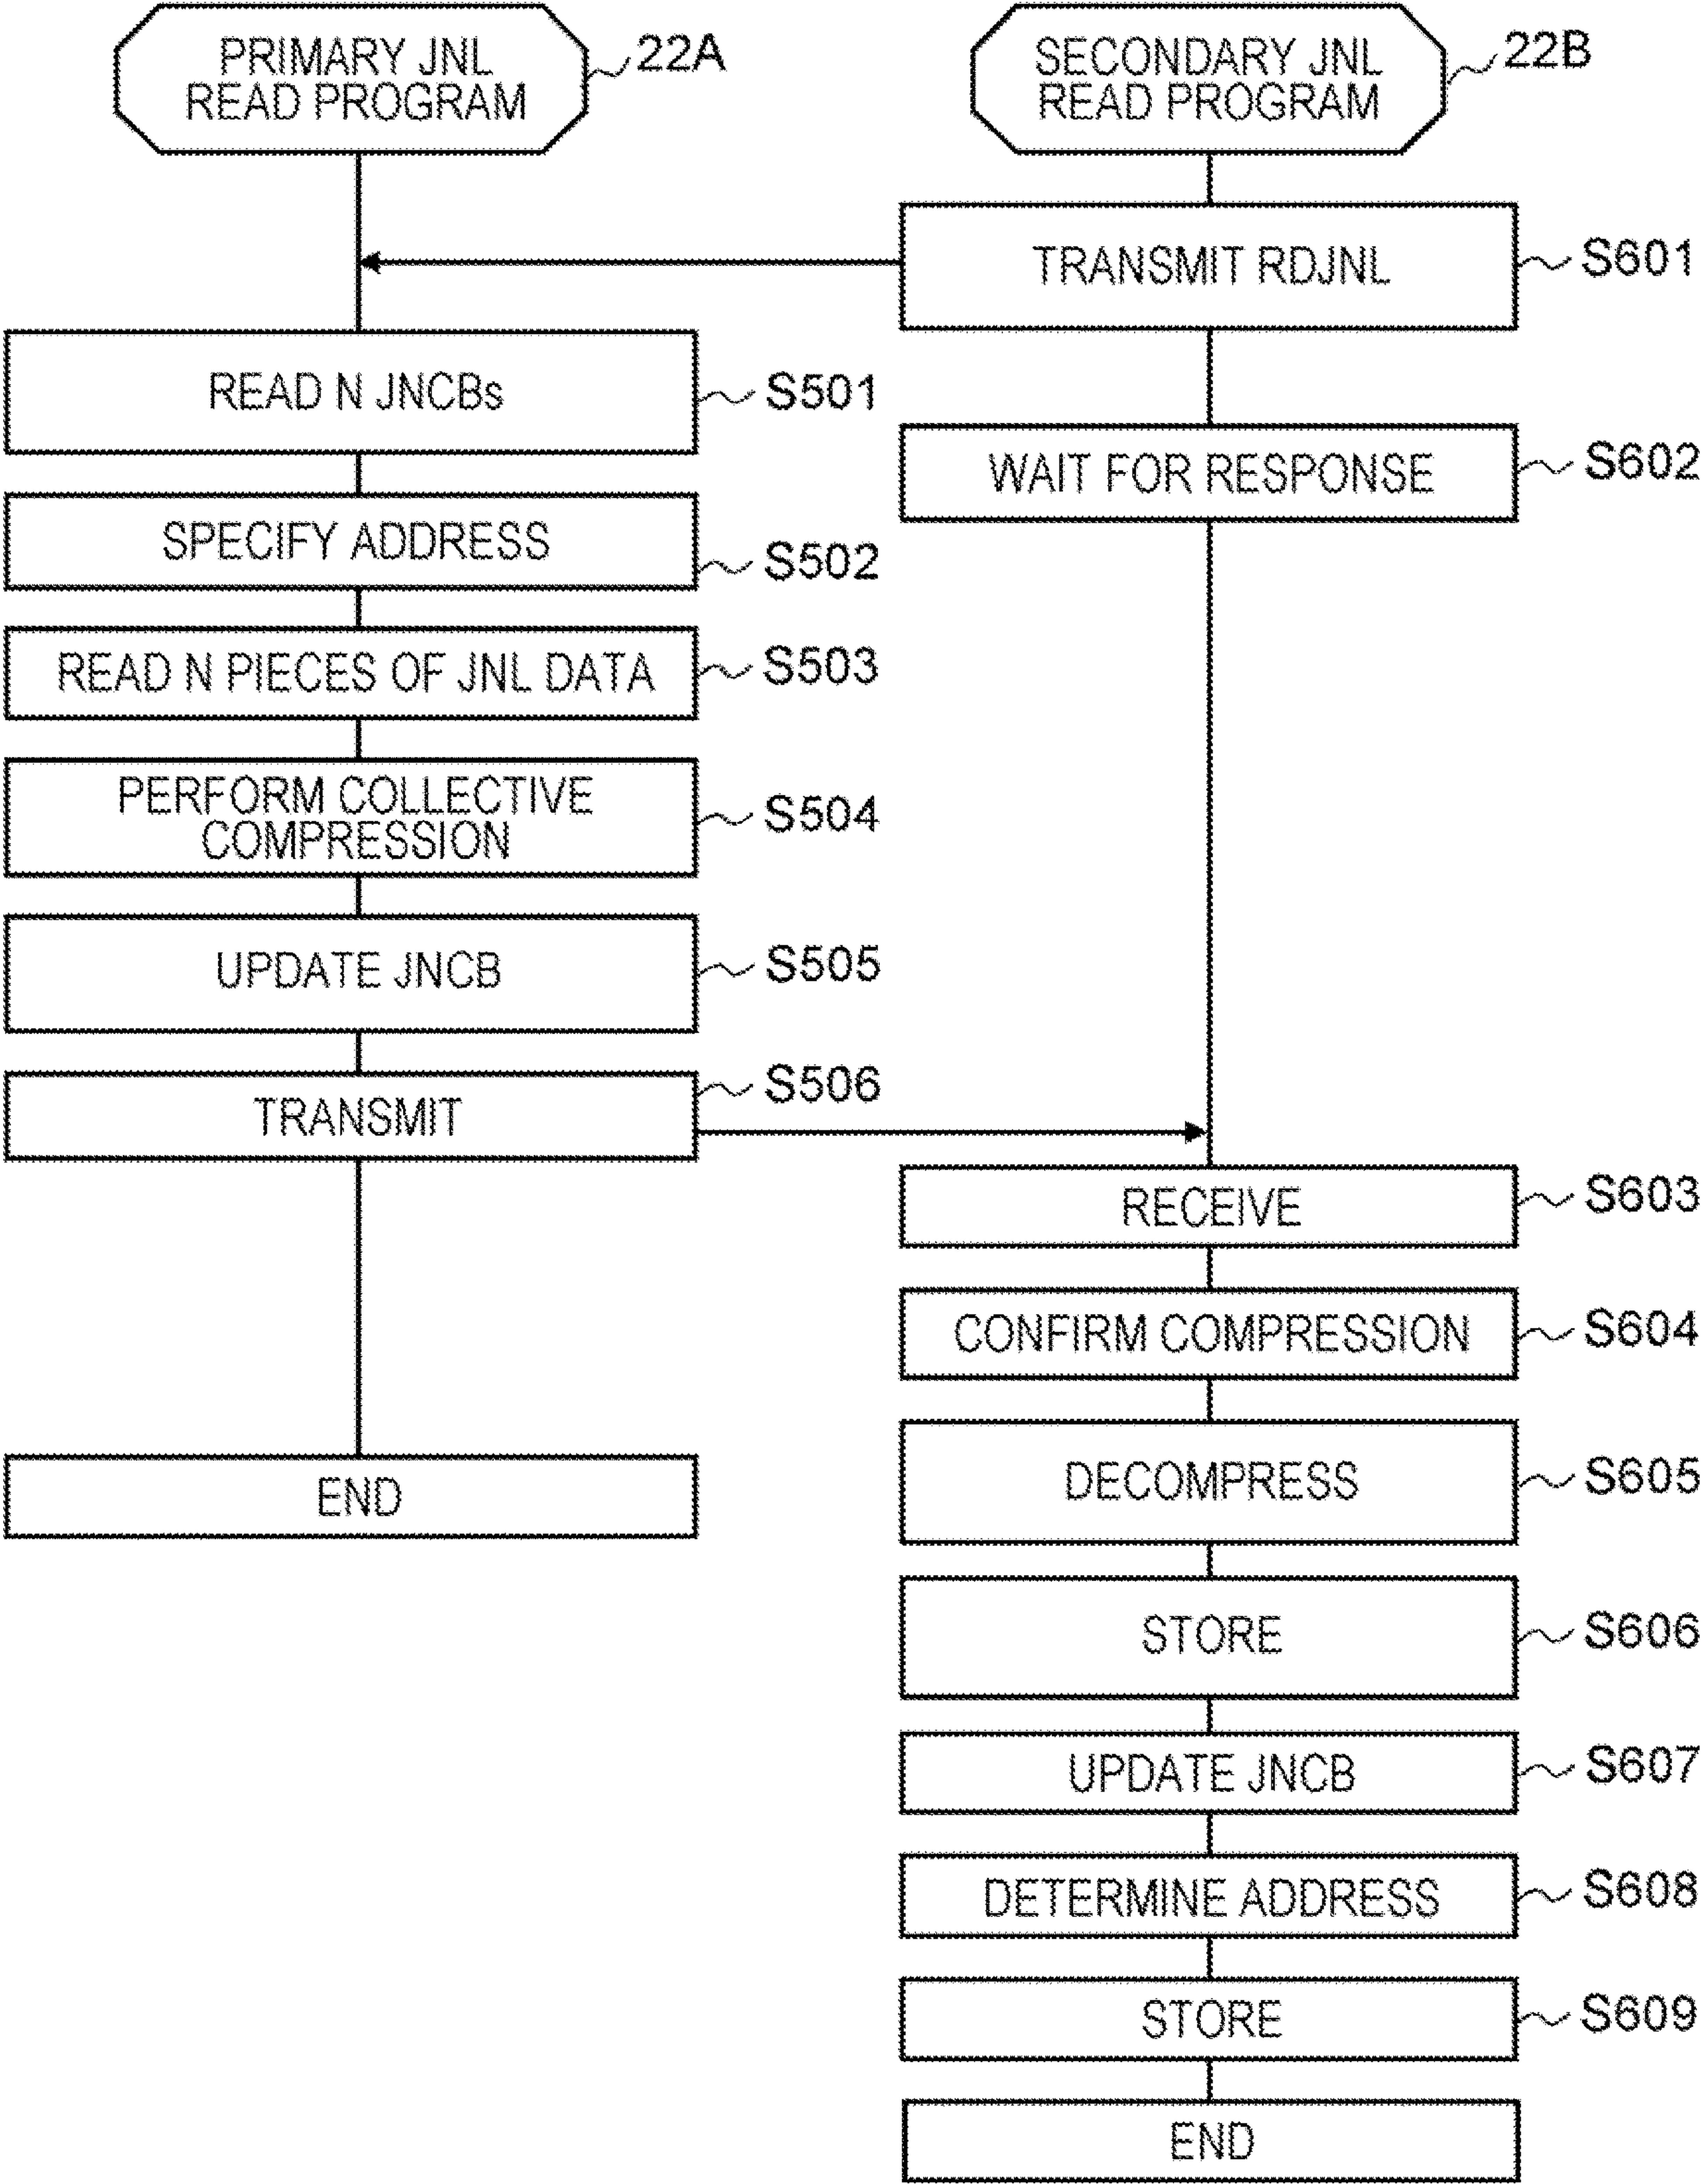 PRIMARY JNL
READ PROGRAM
22A
SECONDARY JNL
READ PROGRAM
22B
TRANSMIT RDJNL
S601
READ N JNCBs
S501
WAIT FOR RESPONSE
S602
SPECIFY ADDRESS
S502
READ N PIECES OF JNL DATA
S503
PERFORM COLLECTIVE
COMPRESSION
S504
UPDATE JNCB
S505
TRANSMIT
S506
RECEIVE
S603
CONFIRM COMPRESSION
S604
DECOMPRESS
S605
END
STORE
S606
UPDATE JNCB
S607
DETERMINE ADDRESS
S608
STORE
S609
END